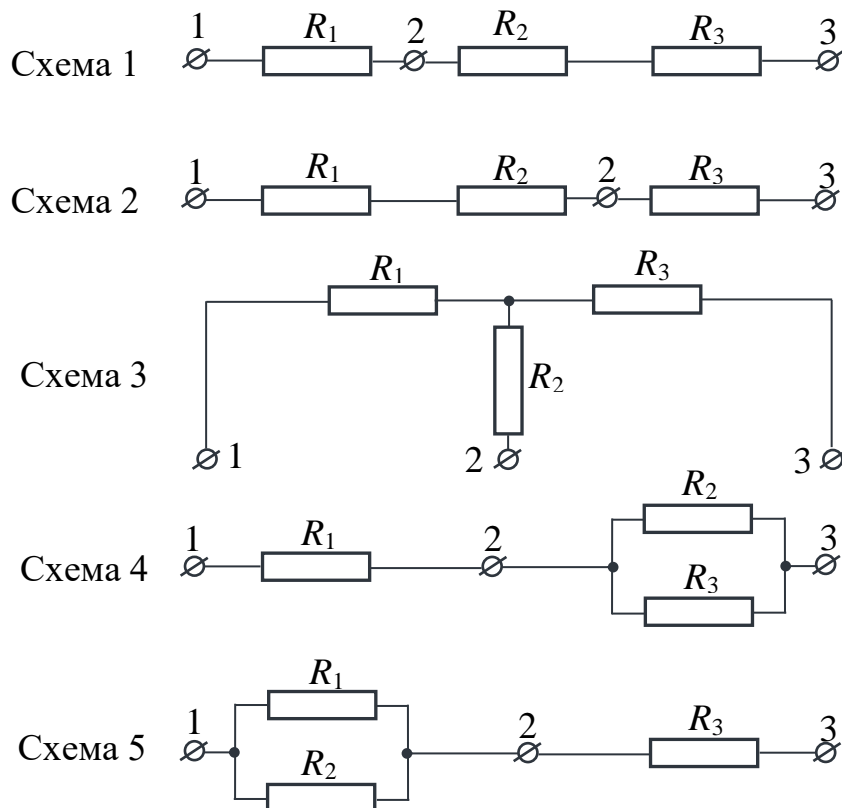 1 R1 2 R2 R3 3
Схема 1
1 R1 R2 2 R3 3
Схема 2
R1 R3
Схема 3 R2
1 2 3
R2
1 R1 2 3
Схема 4
R3
R1
1 2 R3 3
Схема 5
R2